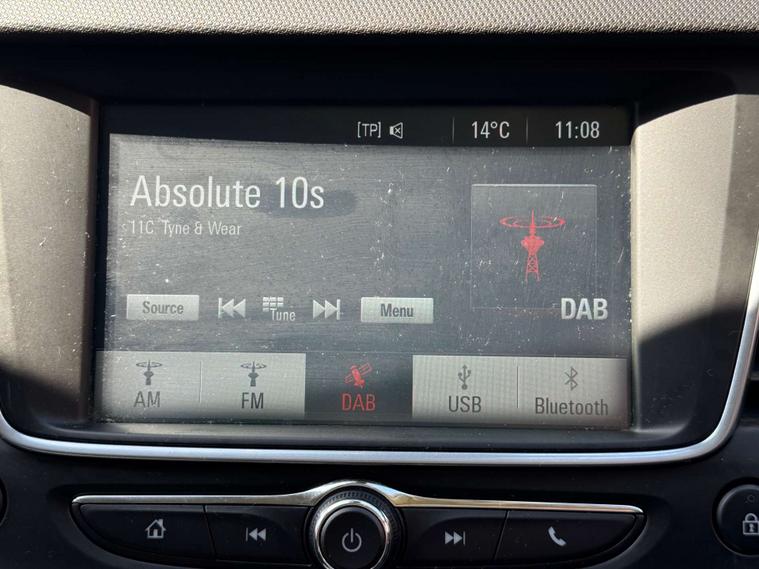 [TP] 14°C 11:08
Absolute 10s
11C Tyne & Wear
Source Tune Menu
DAB
AM FM DAB USB Bluetooth